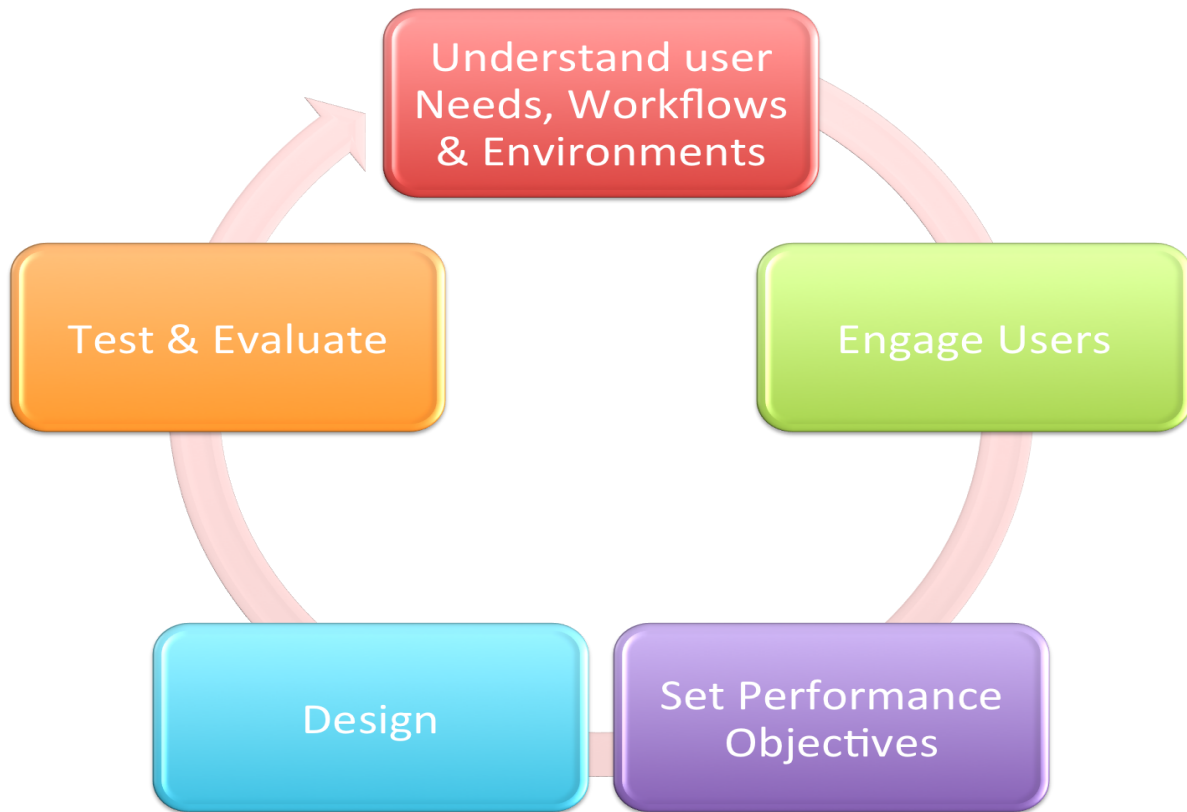 Understand user
Needs, Workflows
& Environments
Engage Users
Set Performance
Objectives
Design
Test & Evaluate